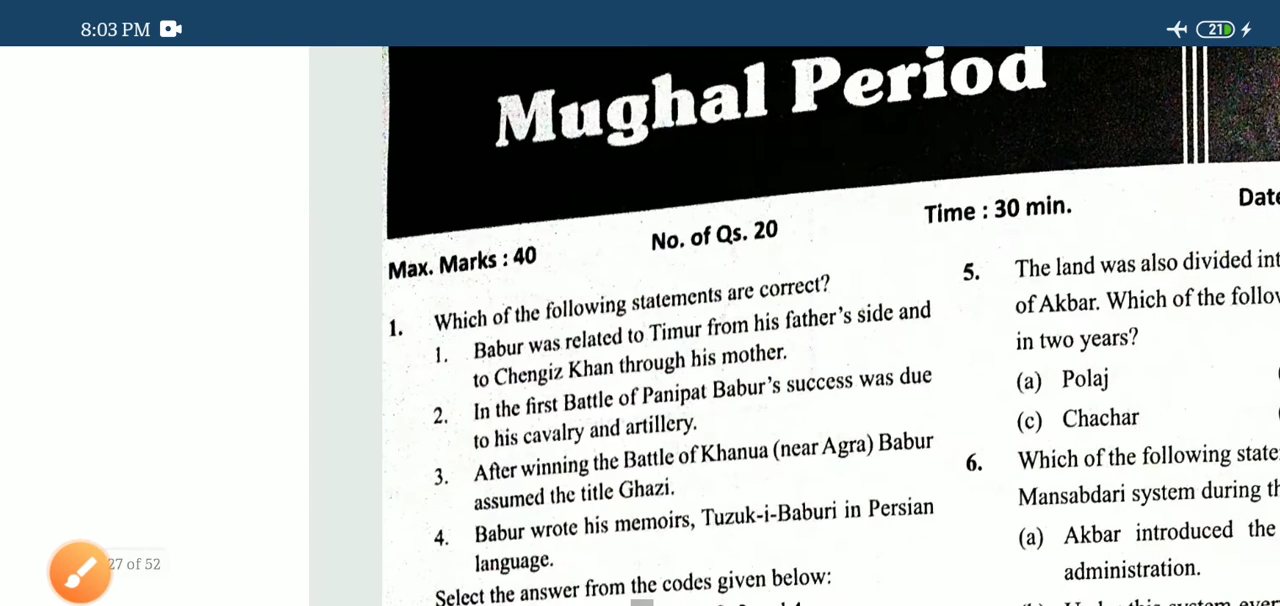 8:03 PM
21
Mughal Period
Max. Marks : 40
No. of Qs. 20
Time : 30 min.
Date
1. Which of the following statements are correct?
1. Babur was related to Timur from his father's side and
to Chengiz Khan through his mother.
2. In the first Battle of Panipat Babur's success was due
to his cavalry and artillery.
3. After winning the Battle of Khanua (near Agra) Babur
assumed the title Ghazi.
4. Babur wrote his memoirs, Tuzuk-i-Baburi in Persian
language.
Select the answer from the codes given below:
5. The land was also divided int
of Akbar. Which of the follow
in two years?
(a) Polaj
(c) Chachar
6. Which of the following state
Mansabdari system during th
(a) Akbar introduced the
administration.
27 of 52